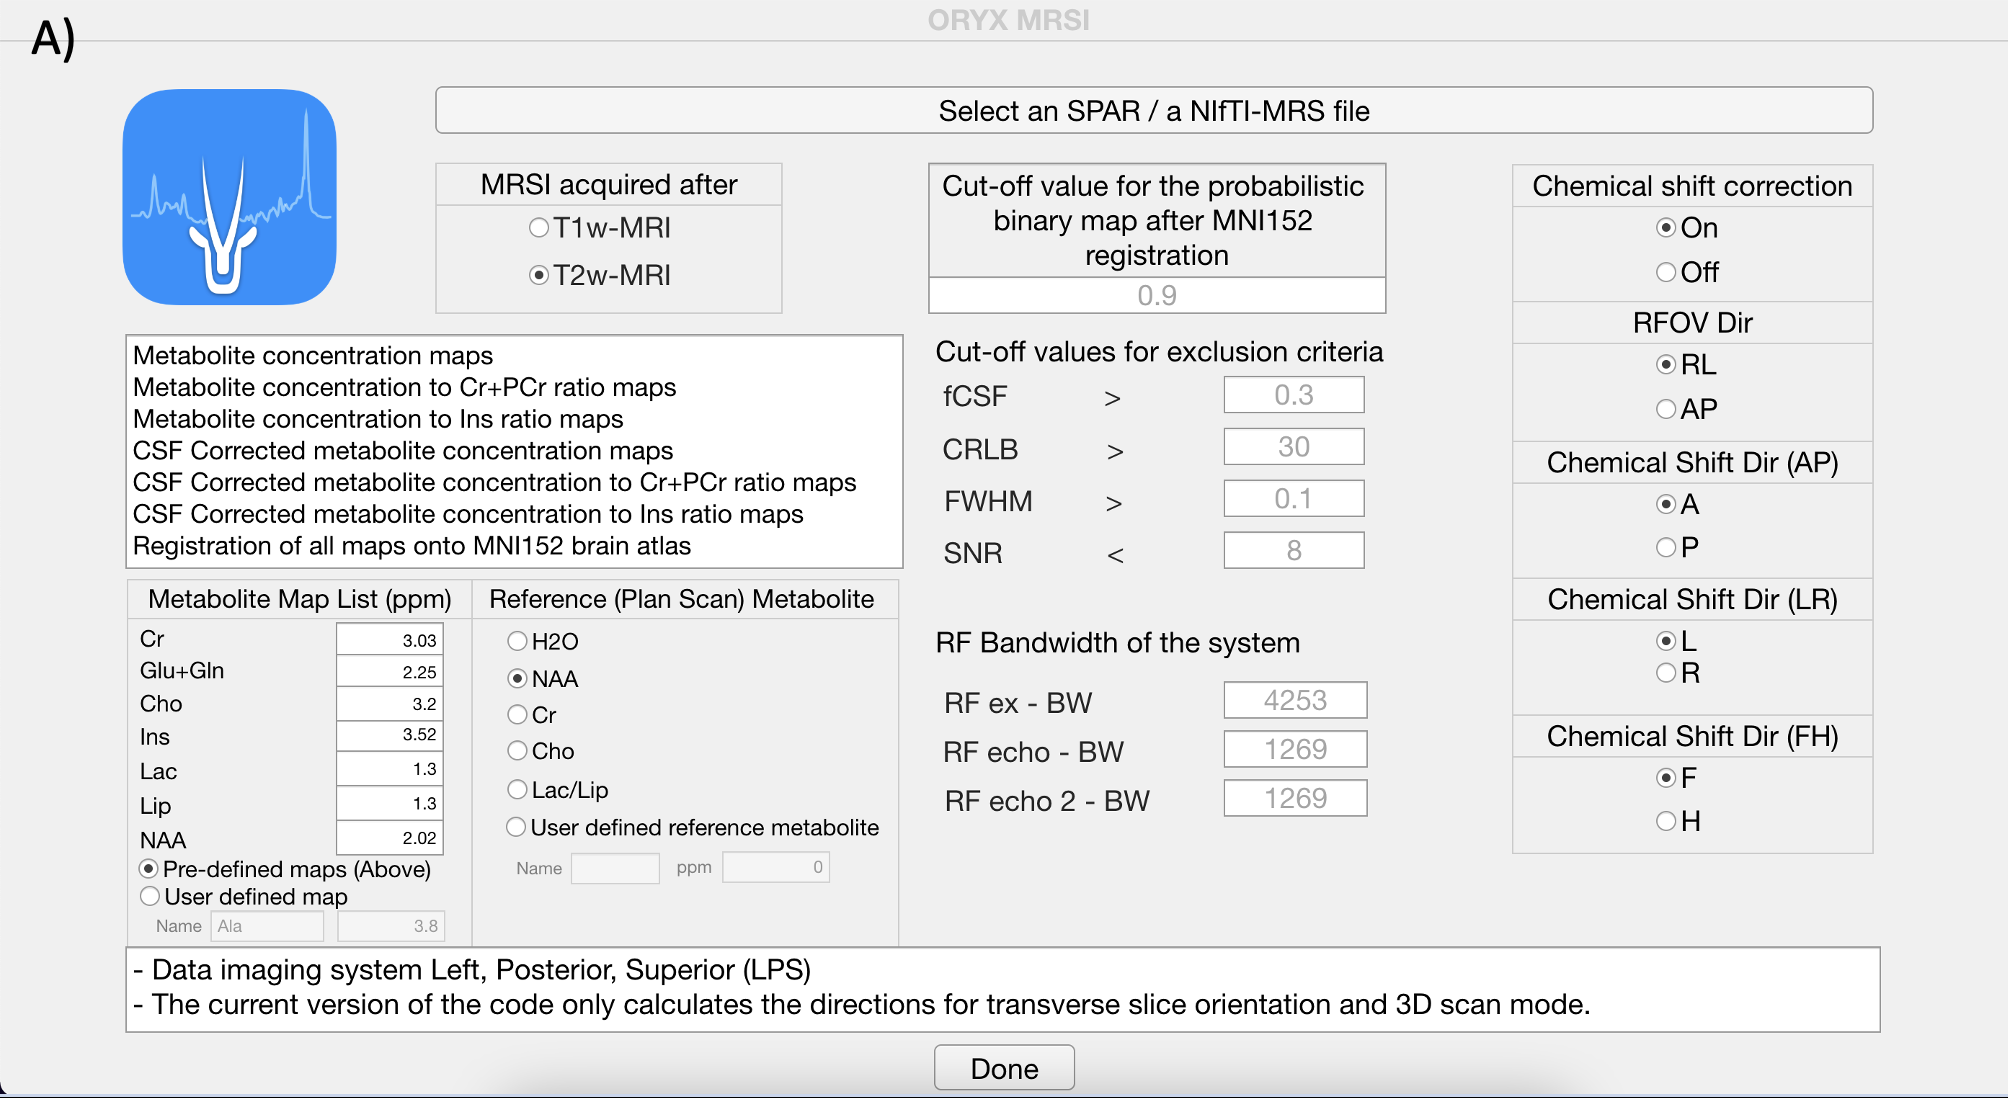 ORYX MRSI
A)
Select an SPAR / a NIfTI-MRS file
MRSI acquired after
T1w-MRI
T2w-MRI
Cut-off value for the probabilistic
binary map after MNI152
registration
0.9
Metabolite concentration maps
Metabolite concentration to Cr+PCr ratio maps
Metabolite concentration to Ins ratio maps
CSF Corrected metabolite concentration maps
CSF Corrected metabolite concentration to Cr+PCr ratio maps
CSF Corrected metabolite concentration to Ins ratio maps
Registration of all maps onto MNI152 brain atlas
Metabolite Map List (ppm)
Cr 3.03
Glu+Gln 2.25
Cho 3.2
Ins 3.52
Lac 1.3
Lip 1.3
NAA 2.02
Pre-defined maps (Above)
User defined map
Name Ala 3.8
Reference (Plan Scan) Metabolite
H2O
NAA
Cr
Cho
Lac/Lip
User defined reference metabolite
Name ppm 0
Cut-off values for exclusion criteria
fCSF > 0.3
CRLB > 30
FWHM > 0.1
SNR < 8
RF Bandwidth of the system
RF ex - BW 4253
RF echo - BW 1269
RF echo 2 - BW 1269
Chemical shift correction
On
Off
RFOV Dir
RL
AP
Chemical Shift Dir (AP)
A
P
Chemical Shift Dir (LR)
L
R
Chemical Shift Dir (FH)
F
H
- Data imaging system Left, Posterior, Superior (LPS)
- The current version of the code only calculates the directions for transverse slice orientation and 3D scan mode.
Done